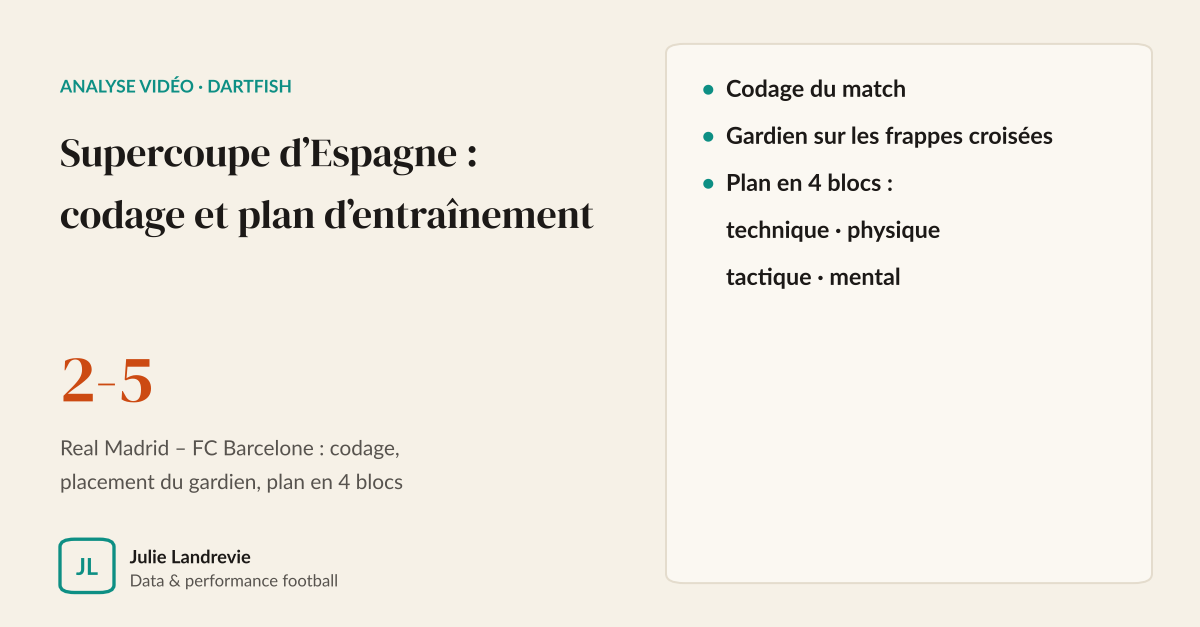 ANALYSE VIDÉO · DARTFISH
Supercoupe d’Espagne :
codage et plan d’entraînement
2–5
Real Madrid – FC Barcelone : codage,
placement du gardien, plan en 4 blocs
JL
Julie Landrevie
Data & performance football
• Codage du match
• Gardien sur les frappes croisées
• Plan en 4 blocs :
technique · physique
tactique · mental